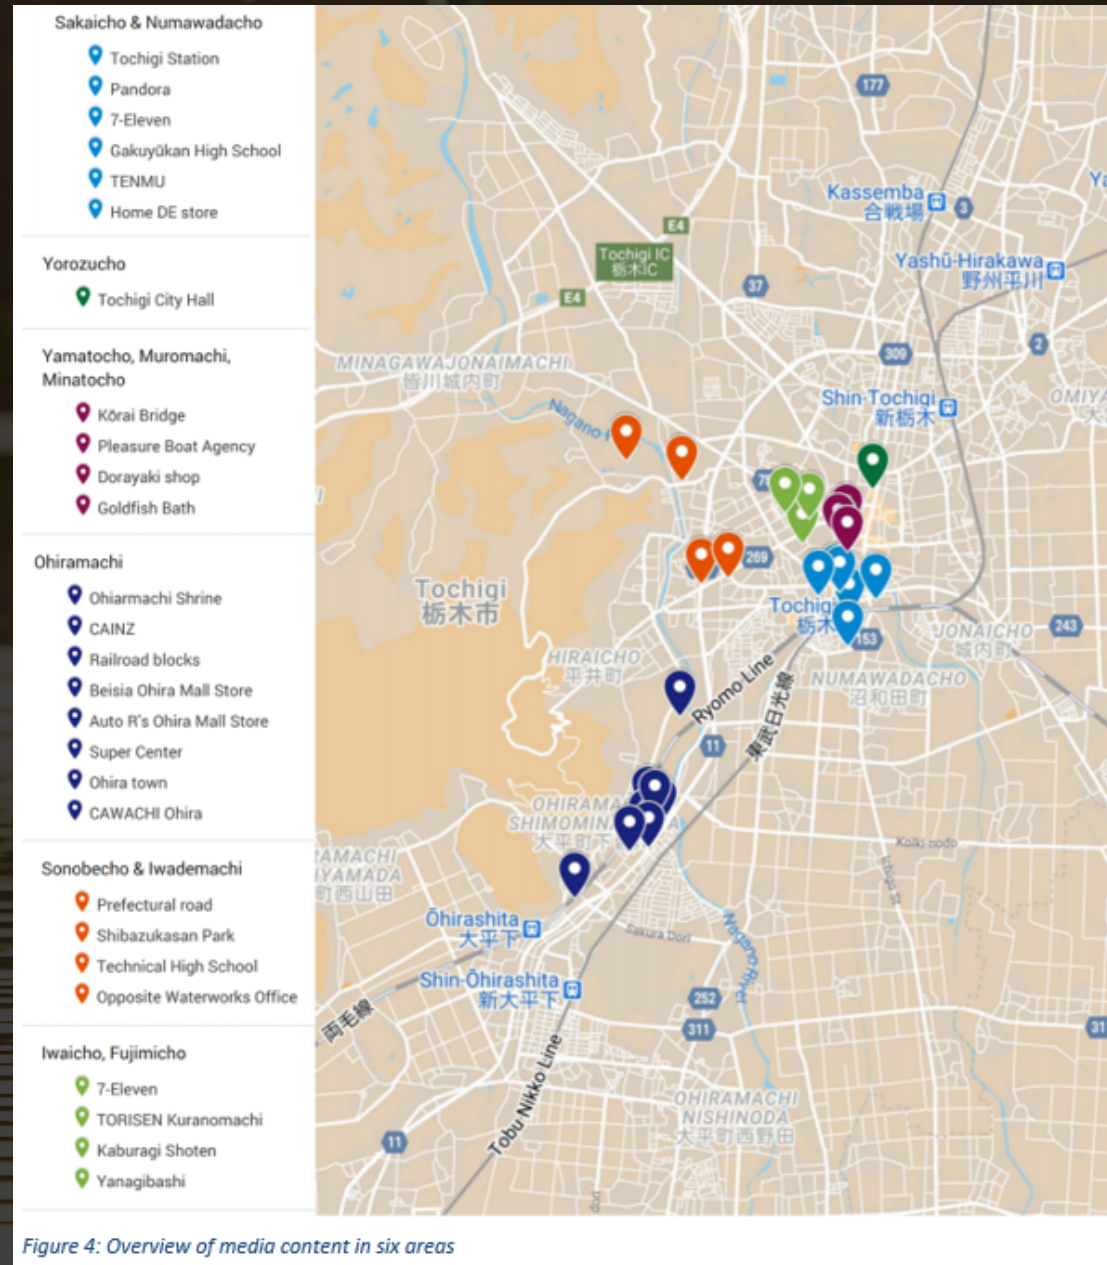 Sakaicho & Numawadacho
Tochigi Station
Pandora
7-Eleven
Gakuyūkan High School
TENMU
Home DE store
Yorozucho
Tochigi City Hall
Yamatocho, Muromachi,
Minatocho
Kōrai Bridge
Pleasure Boat Agency
Dorayaki shop
Goldfish Bath
Ohiramachi
Ohiarmachi Shrine
CAINZ
Railroad blocks
Beisia Ohira Mall Store
Auto R's Ohira Mall Store
Super Center
Ohira town
CAWACHI Ohira
Sonobecho & Iwademachi
Prefectural road
Shibazukasan Park
Technical High School
Opposite Waterworks Office
Iwaicho, Fujimicho
7-Eleven
TORISEN Kuranomachi
Kaburagi Shoten
Yanagibashi
177
Kassemba
合戦場
3
E4
Tochigi IC
栃木IC
E4
Yashū-Hirakawa
野州平川
37
2
309
MINAGAWAJONAIMACHI
皆川城内町
Shin-Tochigi
新栃木
Nagano
269
Tochigi
栃木市
Tochig
栃木
153
243
JONAICHO
城内町
HIRAICHO
平井町
NUMAWADACHO
沼和田町
Ryomo Line
東武日光線
11
Koiki nodo
Ichigo St
Ōhirashita
大平下
Sakura Dori
Nagano River
Shin-Ōhirashita
新大平下
252
311
両毛線
Tobu Nikko Line
OHIRAMACHI
NISHINODA
大平町西野田
11
Figure 4: Overview of media content in six areas